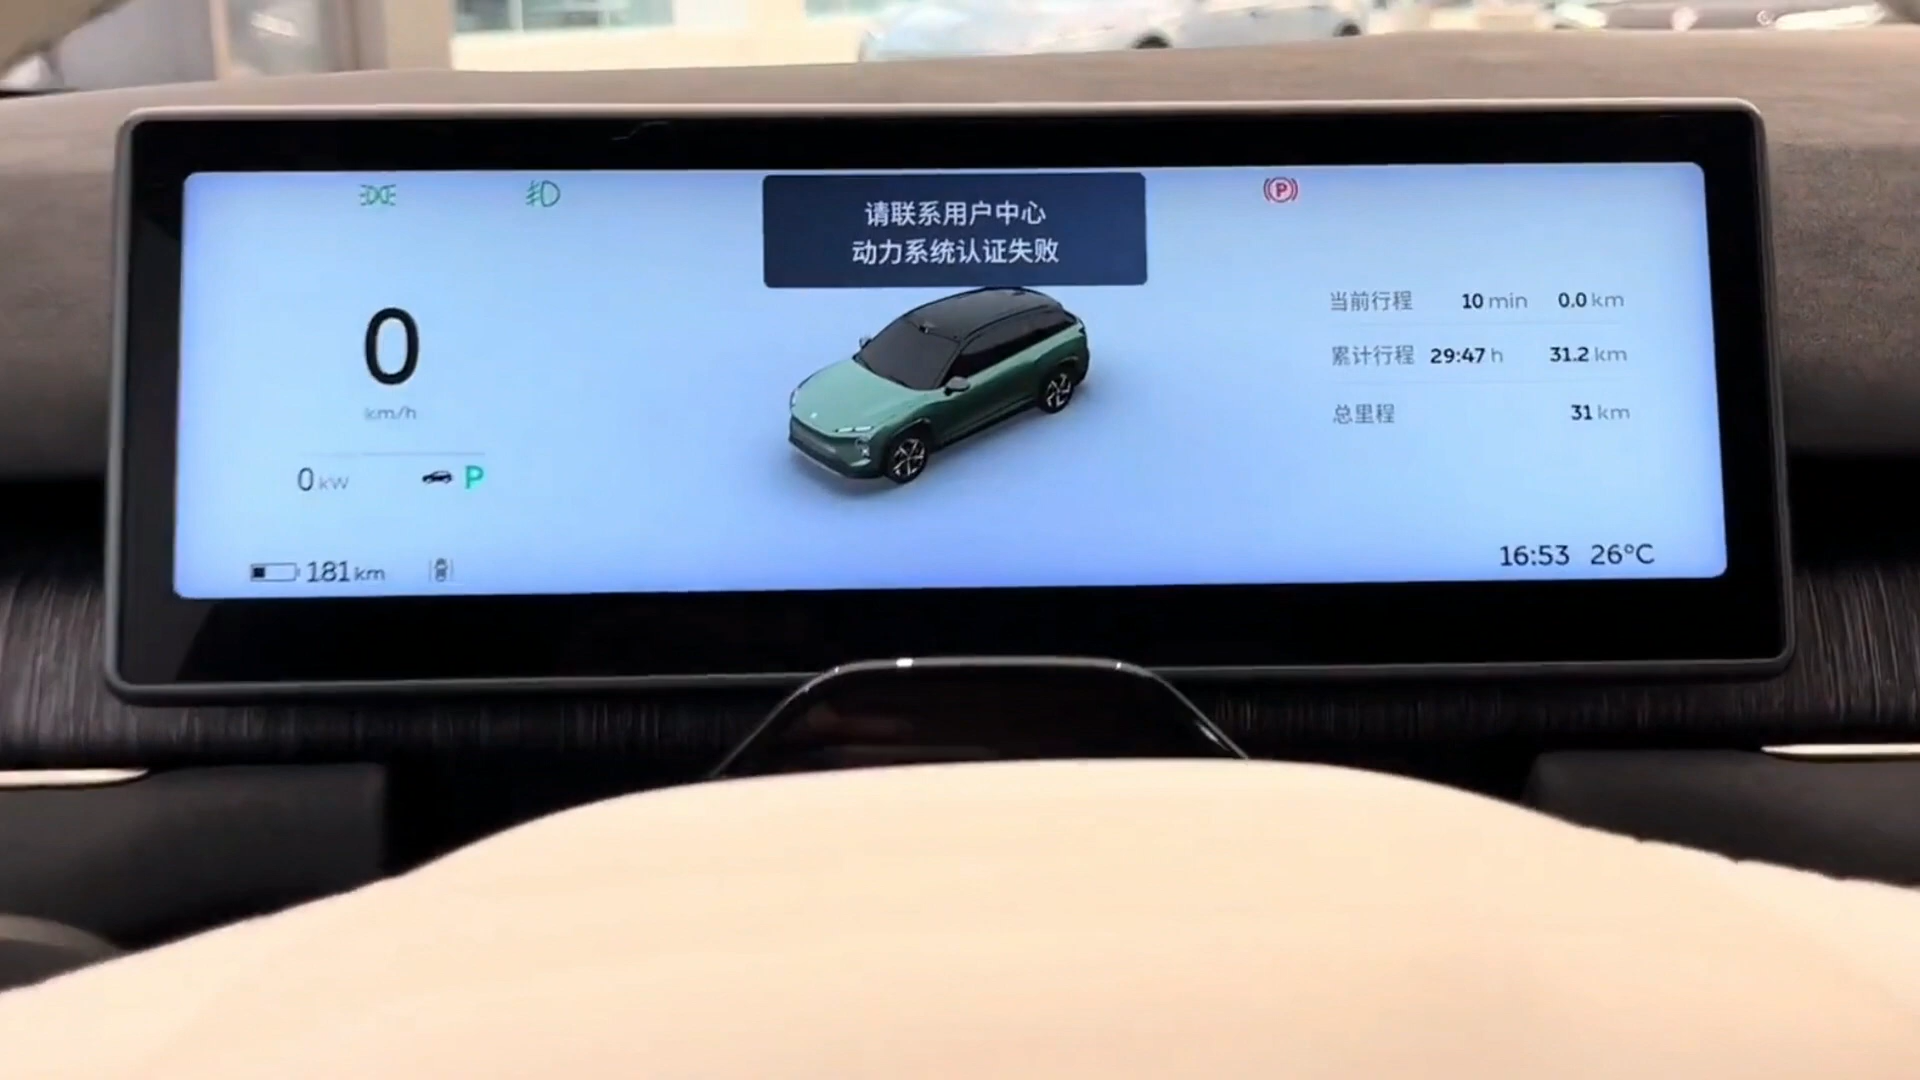 请联系用户中心
动力系统认证失败
0
km/h
0 kW
P
181 km
当前行程 10 min 0.0 km
累计行程 29:47 h 31.2 km
总里程 31 km
16:53 26°C